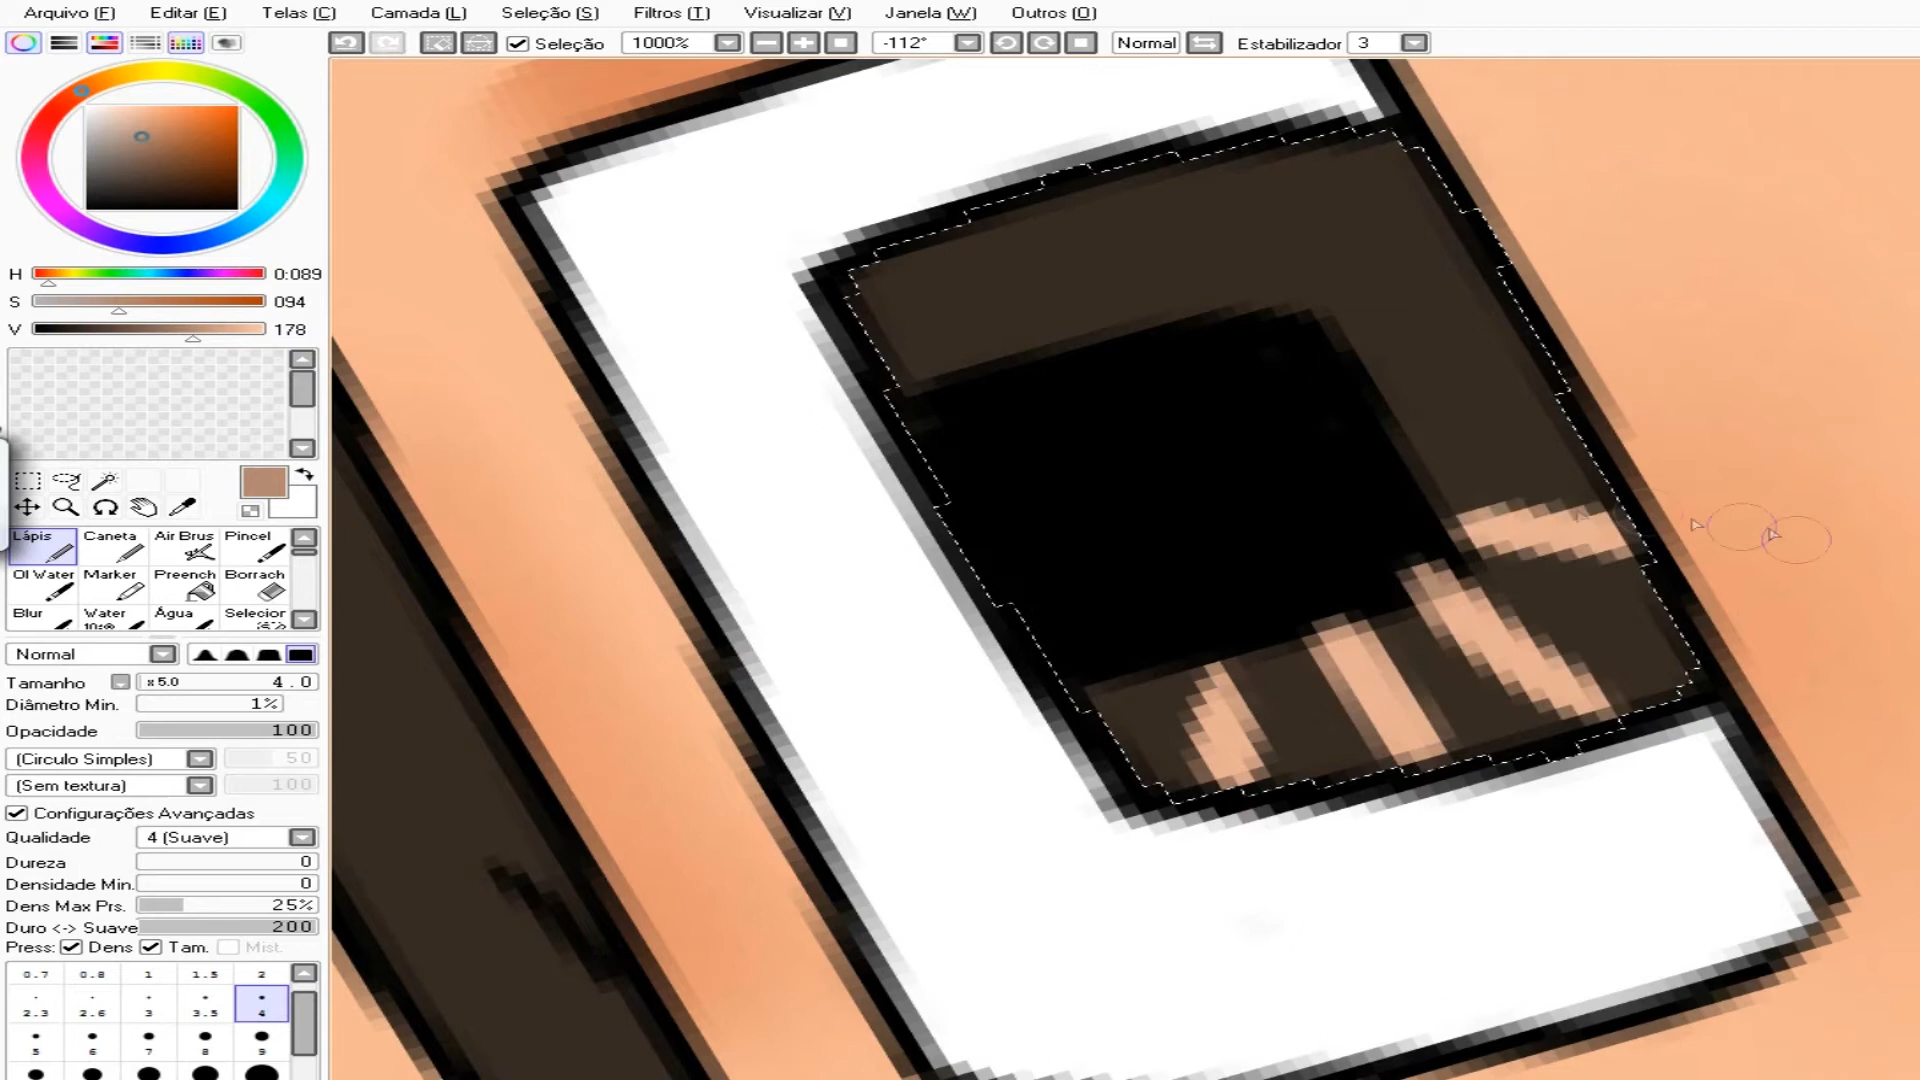 Arquivo (F) Editar (E) Telas (C) Camada (L) Seleção (S) Filtros (T) Visualizar (V) Janela (W) Outros (O)
Seleção 1000% -112° Normal Estabilizador 3
H 0:089
S 094
V 178
Lápis Caneta Air Brus Pincel
Ol Water Marker Preench Borrach
Blur Water Água Selecior
Normal
Tamanho x 5.0 4.0
Diâmetro Min. 1%
Opacidade 100
(Circulo Simples) 50
(Sem textura) 100
Configurações Avançadas
Qualidade 4 (Suave)
Dureza 0
Densidade Min. 0
Dens Max Prs. 25%
Duro <-> Suave 200
Press: Dens Tam. Mist.
0.7 0.8 1 1.5 2
2.3 2.6 3 3.5 4
5 6 7 8 9